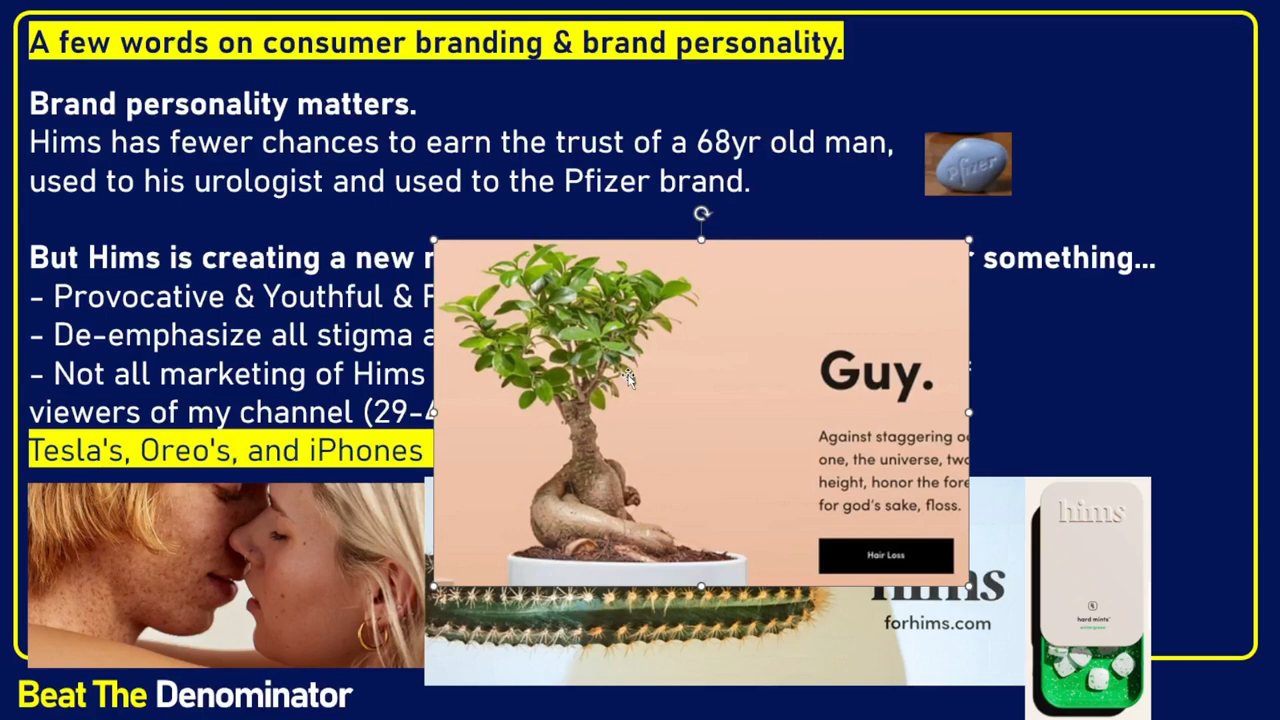 A few words on consumer branding & brand personality.
Brand personality matters.
Hims has fewer chances to earn the trust of a 68yr old man,
used to his urologist and used to the Pfizer brand.
Pfizer
But Hims is creating a new
something...
- Provocative & Youthful &
- De-emphasize all stigma
- Not all marketing of Hims
viewers of my channel (29-
Tesla's, Oreo's, and iPhones
Guy.
Against staggering
one, the universe,
height, honor the
for god's sake, floss.
Hair Loss
hims
forhims.com
hims
hard mints
Beat The Denominator